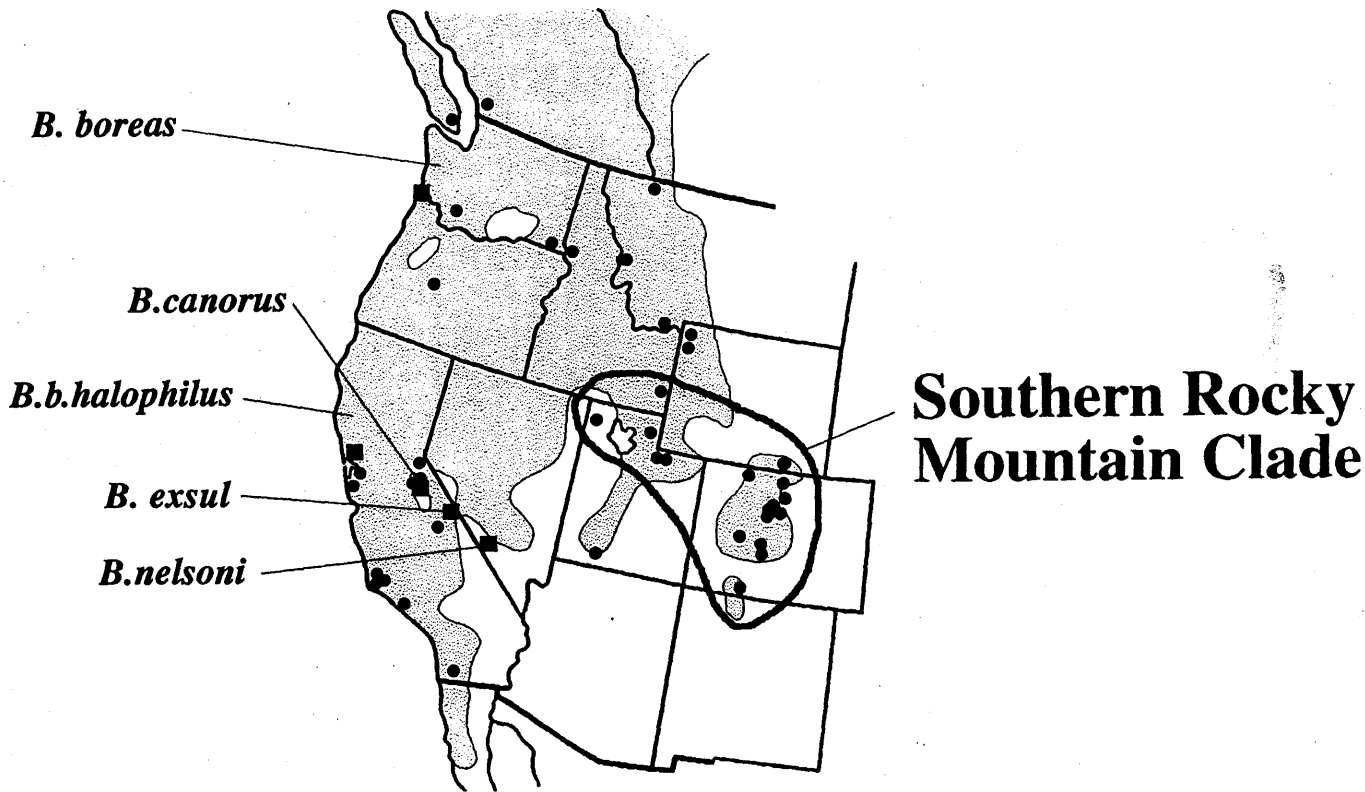 B. boreas
B.canorus
B.b.halophilus
B. exsul
B.nelsoni
Southern Rocky
Mountain Clade